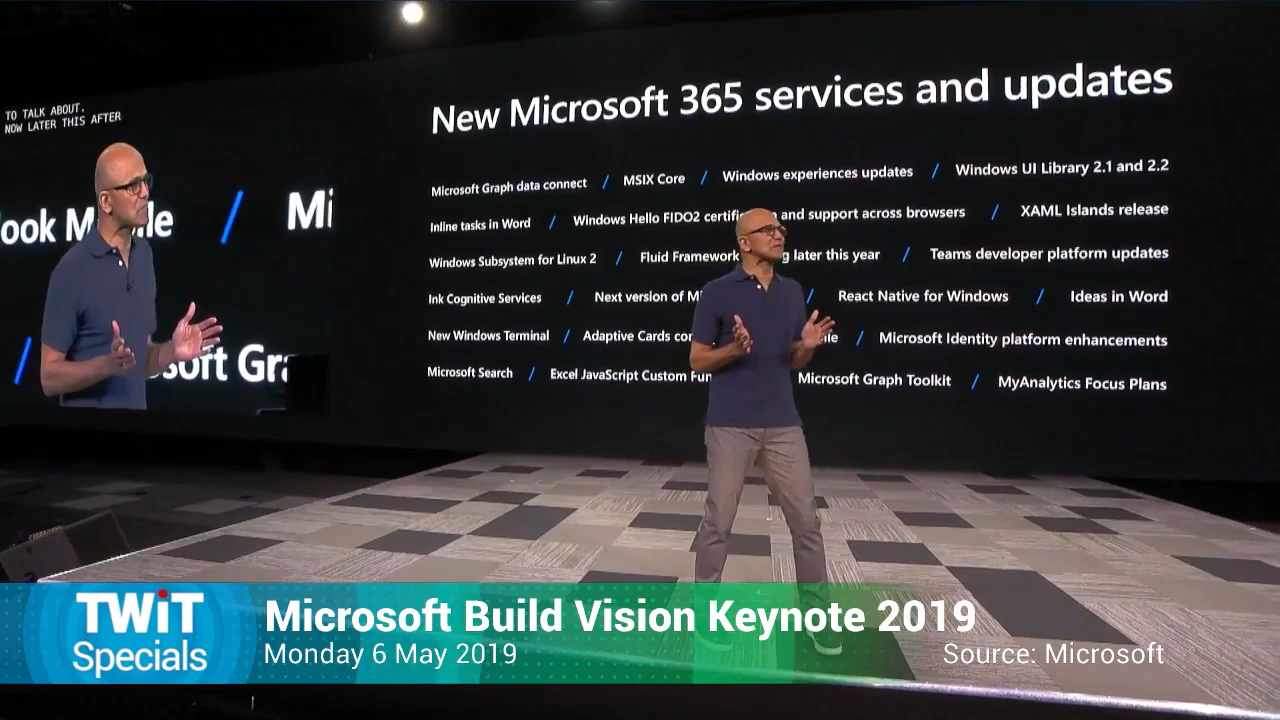 TO TALK ABOUT.
NOW LATER THIS AFTER
ook M le / Mi
/ soft Gra
New Microsoft 365 services and updates
Microsoft Graph data connect / MSIX Core / Windows experiences updates / Windows UI Library 2.1 and 2.2
Inline tasks in Word / Windows Hello FIDO2 certific and support across browsers / XAML Islands release
Windows Subsystem for Linux 2 / Fluid Framework g later this year / Teams developer platform updates
Ink Cognitive Services / Next version of Mi / React Native for Windows / Ideas in Word
New Windows Terminal / Adaptive Cards co ile / Microsoft Identity platform enhancements
Microsoft Search / Excel JavaScript Custom Fun Microsoft Graph Toolkit / MyAnalytics Focus Plans
TWiT
Specials
Microsoft Build Vision Keynote 2019
Monday 6 May 2019
Source: Microsoft